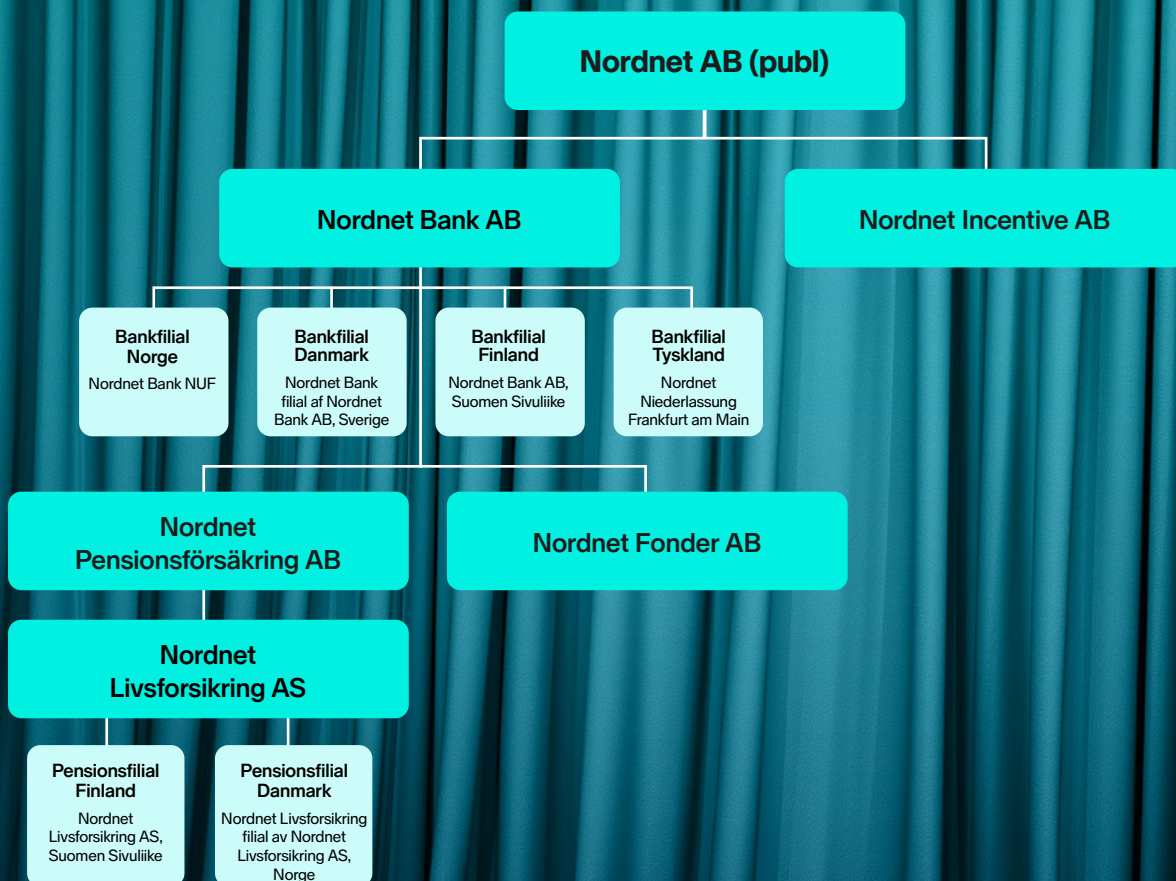 Nordnet AB (publ)
Nordnet Bank AB
Nordnet Incentive AB
Bankfilial
Norge
Nordnet Bank NUF
Bankfilial
Danmark
Nordnet Bank
filial af Nordnet
Bank AB, Sverige
Bankfilial
Finland
Nordnet Bank AB,
Suomen Sivuliike
Bankfilial
Tyskland
Nordnet
Niederlassung
Frankfurt am Main
Nordnet
Pensionsförsäkring AB
Nordnet Fonder AB
Nordnet
Livsforsikring AS
Pensionsfilial
Finland
Nordnet
Livsforsikring AS,
Suomen Sivuliike
Pensionsfilial
Danmark
Nordnet Livsforsikring
filial av Nordnet
Livsforsikring AS,
Norge